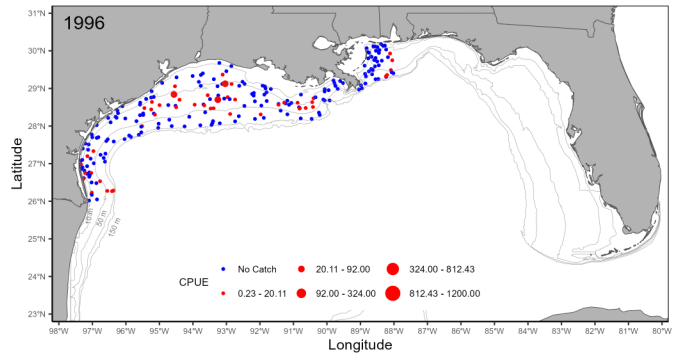 1996
31°N
30°N
29°N
28°N
27°N
26°N
25°N
24°N
23°N
Latitude
10 m
50 m
150 m
CPUE
No Catch
20.11 - 92.00
324.00 - 812.43
0.23 - 20.11
92.00 - 324.00
812.43 - 1200.00
98°W 97°W 96°W 95°W 94°W 93°W 92°W 91°W 90°W 89°W 88°W 87°W 86°W 85°W 84°W 83°W 82°W 81°W 80°W
Longitude